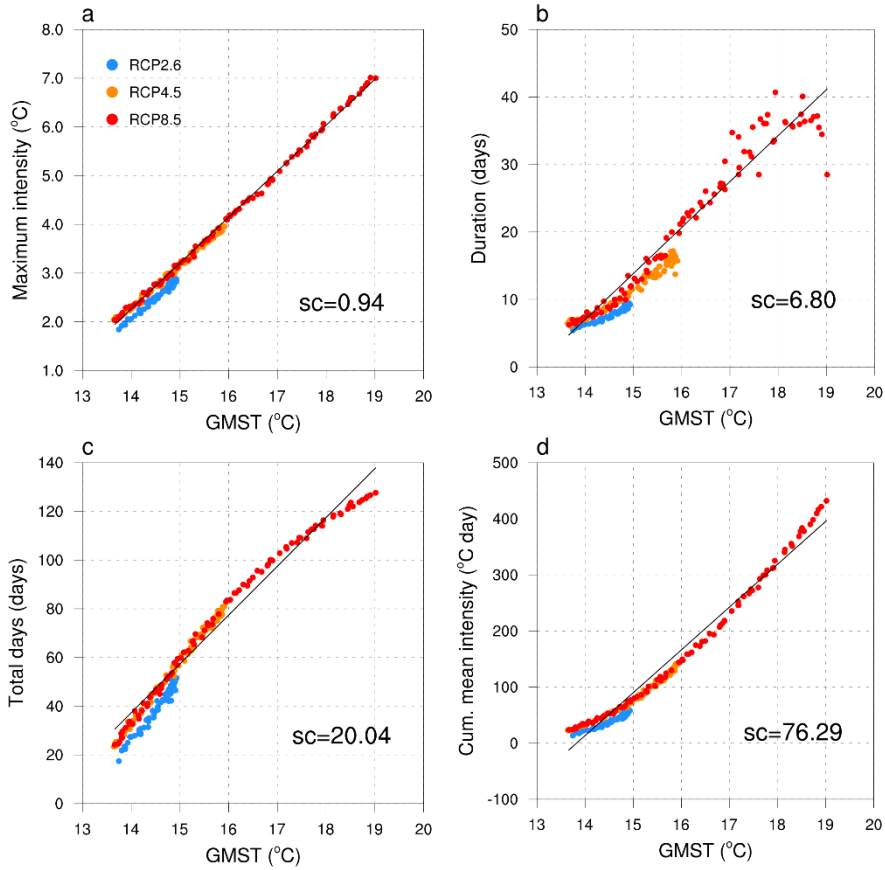 a
8.0
7.0
6.0
5.0
4.0
3.0
2.0
1.0
Maximum intensity (°C)
RCP2.6
RCP4.5
RCP8.5
sc=0.94
13 14 15 16 17 18 19 20
GMST (°C)
b
50
40
30
20
10
0
Duration (days)
sc=6.80
13 14 15 16 17 18 19 20
GMST (°C)
c
140
120
100
80
60
40
20
0
Total days (days)
sc=20.04
13 14 15 16 17 18 19 20
GMST (°C)
d
500
400
300
200
100
0
-100
Cum. mean intensity (°C day)
sc=76.29
13 14 15 16 17 18 19 20
GMST (°C)